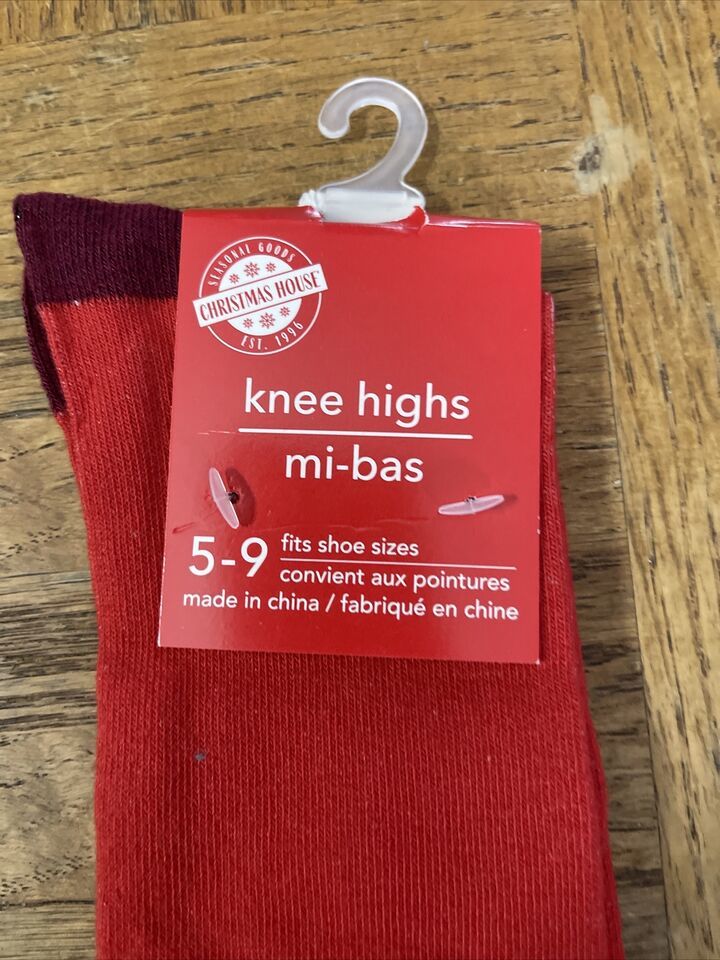 SEASONAL GOODS
CHRISTMAS HOUSE
EST. 1996
knee highs
mi-bas
5-9
fits shoe sizes
convient aux pointures
made in china / fabriqué en chine